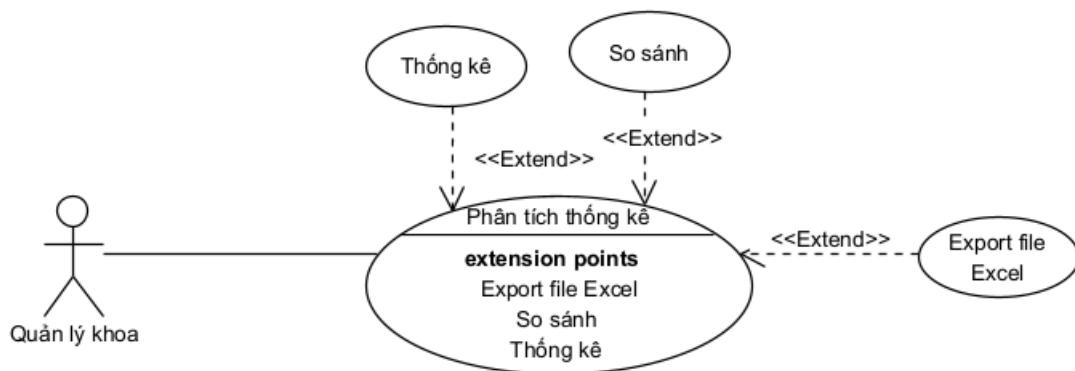 Thống kê
So sánh
<<Extend>>
<<Extend>>
Phân tích thống kê
extension points
Export file Excel
So sánh
Thống kê
<<Extend>>
Export file
Excel
Quản lý khoa